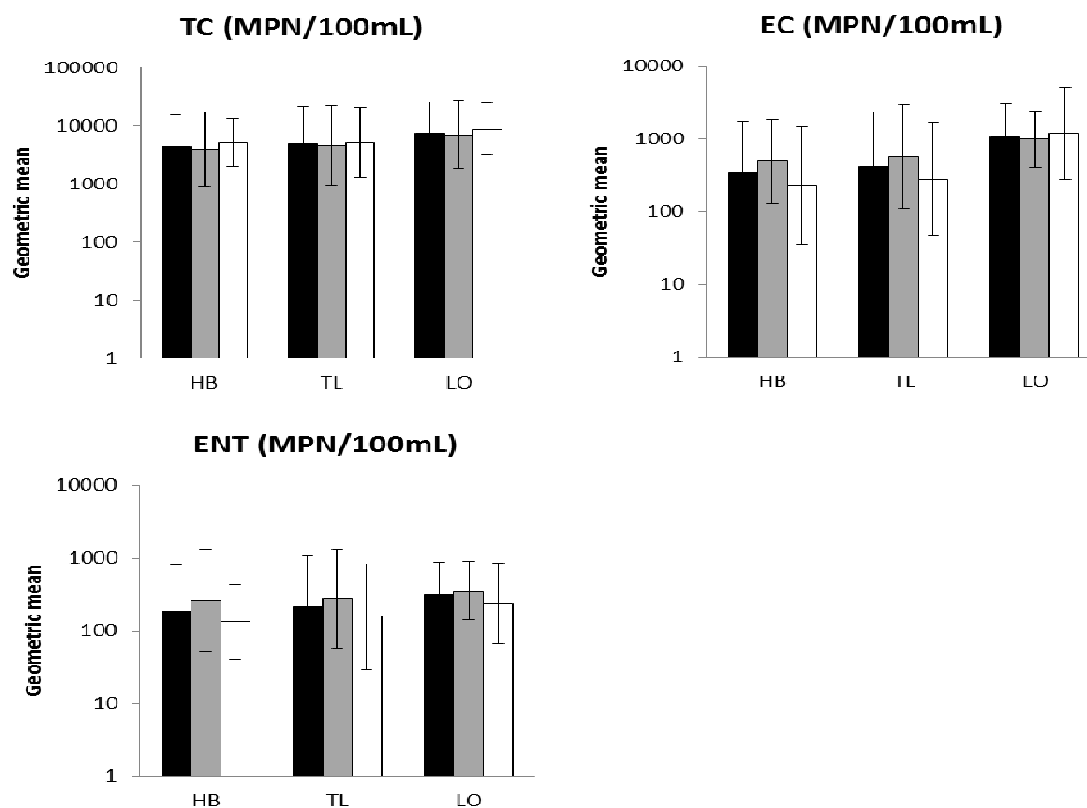 TC (MPN/100mL)
100000
10000
1000
100
10
1
Geometric mean
HB TL LO
EC (MPN/100mL)
10000
1000
100
10
1
Geometric mean
HB TL LO
ENT (MPN/100mL)
10000
1000
100
10
1
Geometric mean
HB TL LO